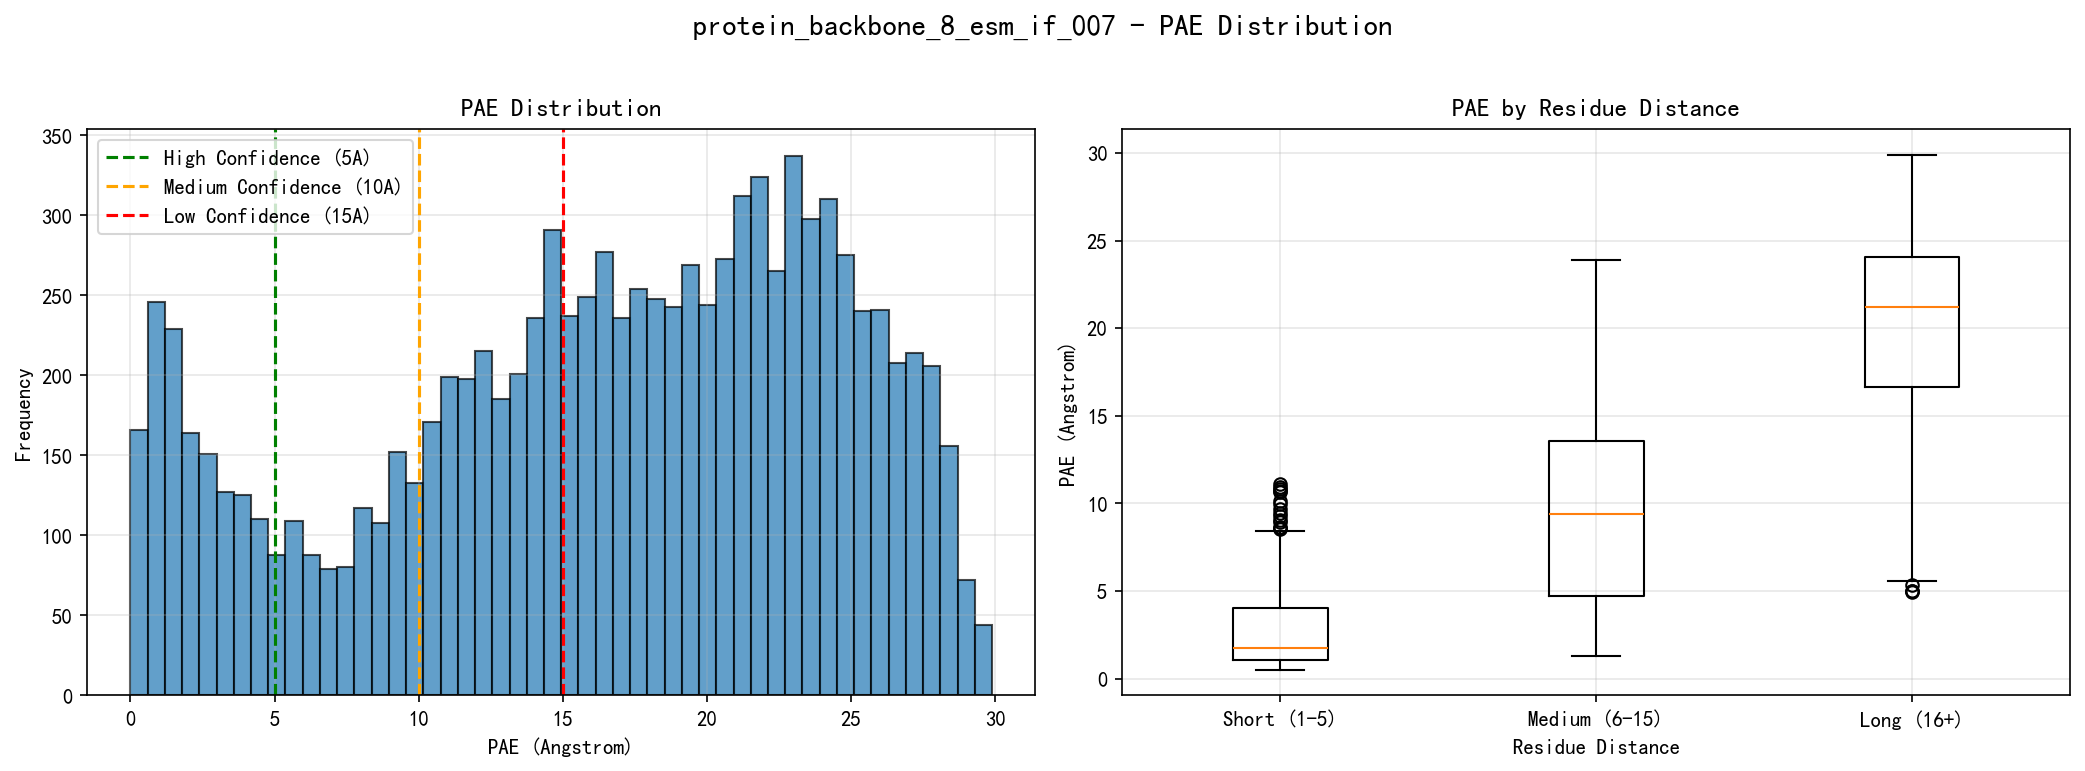 protein_backbone_8_esm_if_007 - PAE Distribution
PAE Distribution
350
300
250
200
150
100
50
0
Frequency
High Confidence (5A)
Medium Confidence (10A)
Low Confidence (15A)
0 5 10 15 20 25 30
PAE (Angstrom)
PAE by Residue Distance
30
25
20
15
10
5
0
PAE (Angstrom)
Short (1-5) Medium (6-15) Long (16+)
Residue Distance